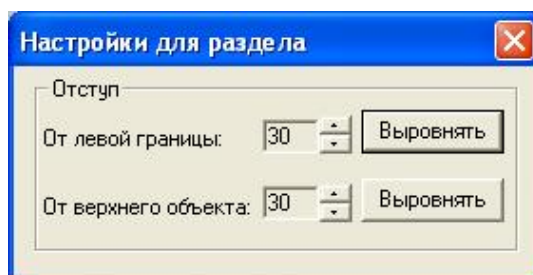 Настройки для раздела
Отступ
От левой границы: 30 Выровнять
От верхнего объекта: 30 Выровнять